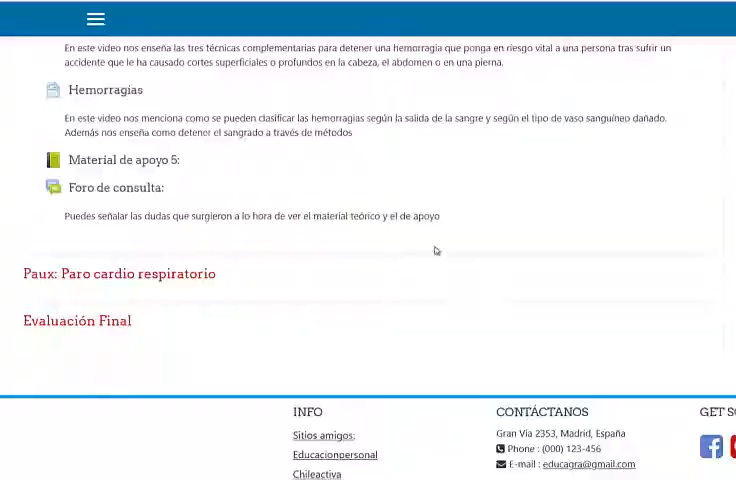 En este video nos enseña las tres técnicas complementarias para detener una hemorragia que ponga en riesgo vital a una persona tras sufrir un
accidente que le ha causado cortes superficiales o profundos en la cabeza, el abdomen o en una pierna.
Hemorragias
En este video nos menciona como se pueden clasificar las hemorragias según la salida de la sangre y según el tipo de vaso sanguíneo dañado.
Además nos enseña como detener el sangrado a través de métodos
Material de apoyo 5:
Foro de consulta:
Puedes señalar las dudas que surgieron a lo hora de ver el material teórico y el de apoyo
Paux: Paro cardio respiratorio
Evaluación Final
INFO
Sitios amigos:
Educacionpersonal
Chileactiva
CONTÁCTANOS
Gran Vía 2353, Madrid, España
Phone : (000) 123-456
E-mail : educagra@gmail.com
GET S